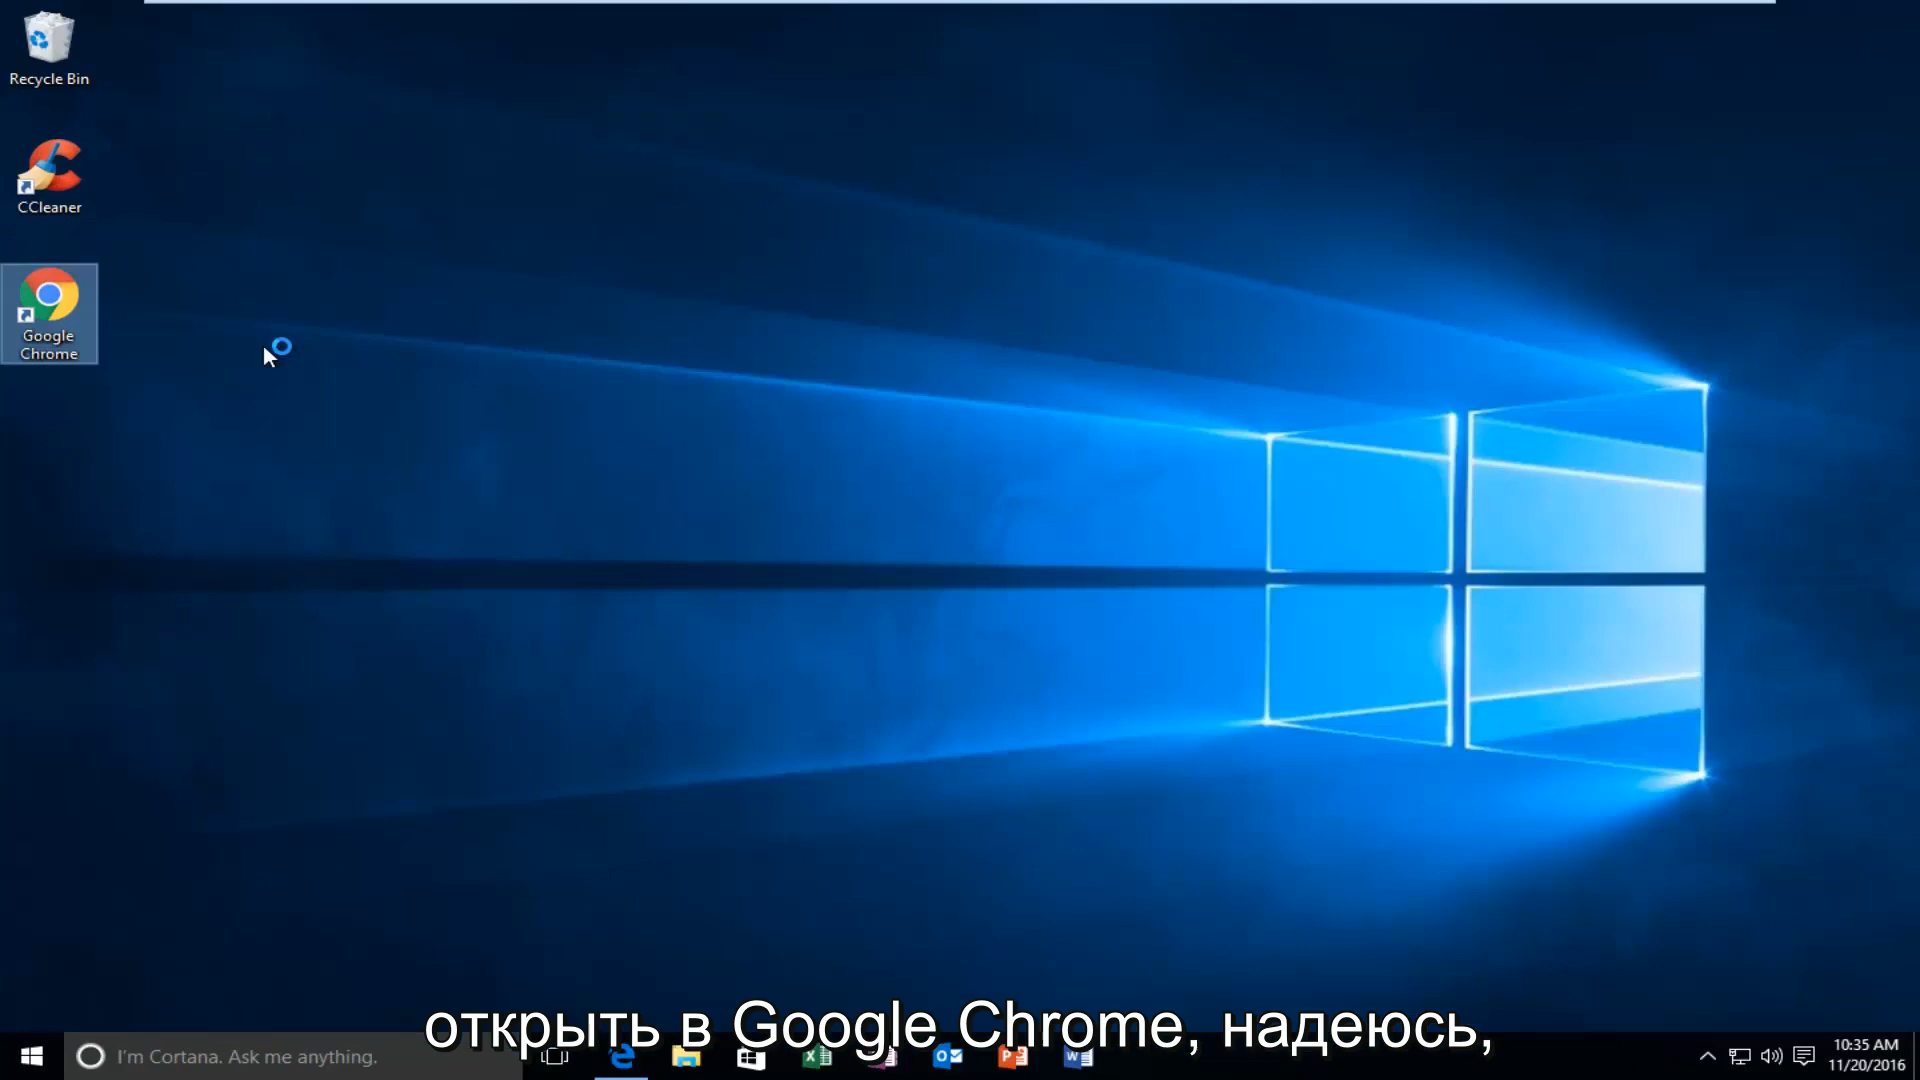 Recycle Bin
CCleaner
Google
Chrome
открыть в Google Chrome, надеюсь,
I'm Cortana. Ask me anything.
10:35 AM
11/20/2016